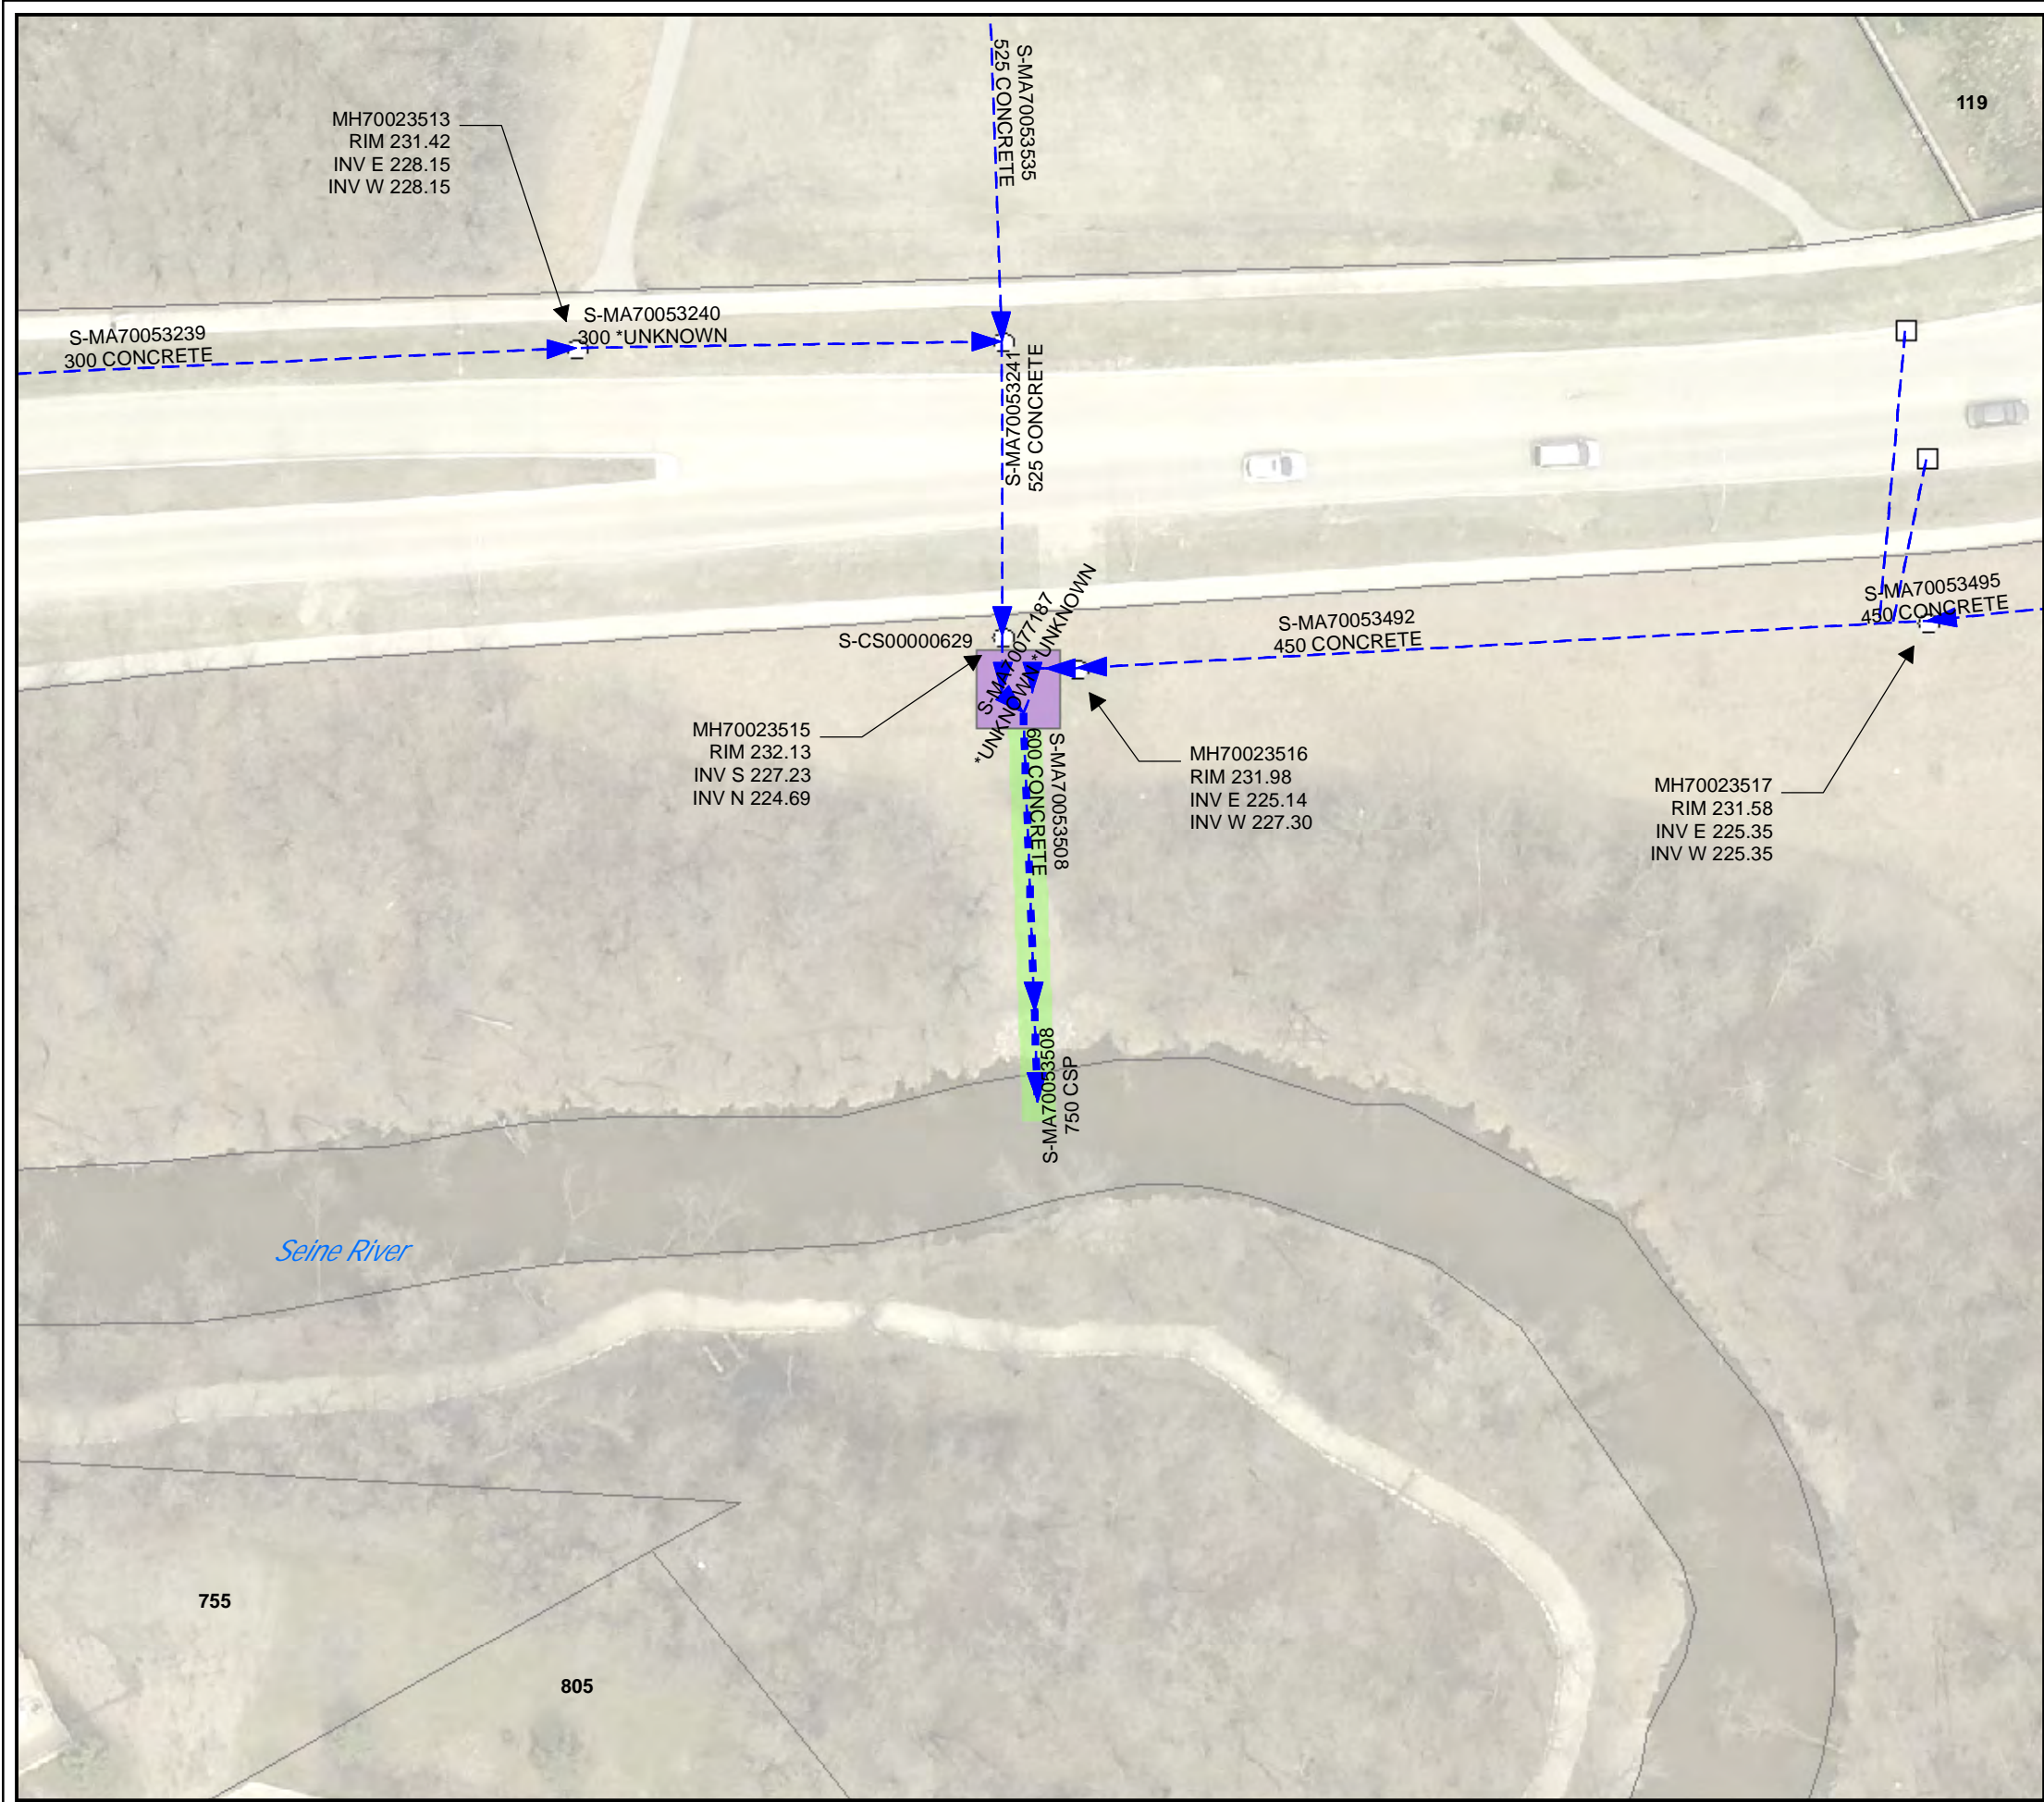 S-MA70053535
525 CONCRETE
119
MH70023513
RIM 231.42
INV E 228.15
INV W 228.15
S-MA70053239
300 CONCRETE
S-MA70053240
300 *UNKNOWN
S-MA70053241
525 CONCRETE
S-MA70053495
450 CONCRETE
S-MA70053492
450 CONCRETE
S-CS00000629
S-MA70077187
*UNKNOWN *UNKNOWN
MH70023515
RIM 232.13
INV S 227.23
INV N 224.69
S-MA70053508
600 CONCRETE
MH70023516
RIM 231.98
INV E 225.14
INV W 227.30
MH70023517
RIM 231.58
INV E 225.35
INV W 225.35
S-MA70053508
750 CSP
Seine River
755
805